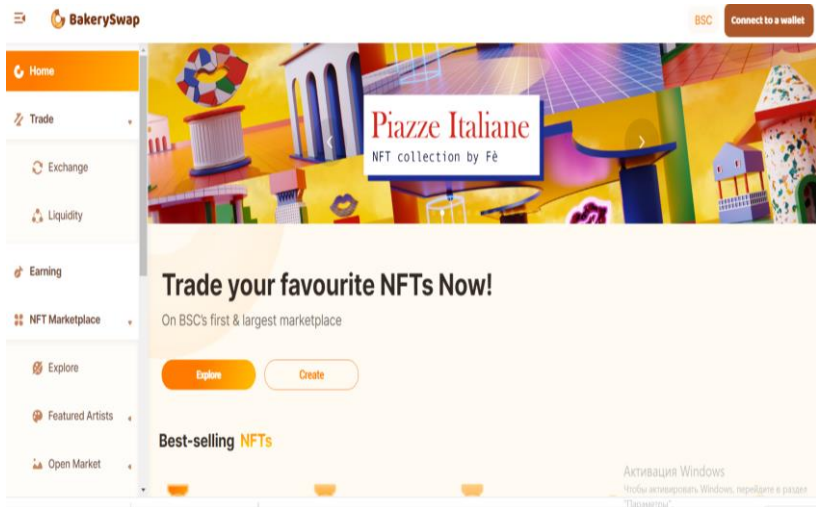 BakerySwap
BSC
Connect to a wallet
Home
Trade
Exchange
Liquidity
Earning
NFT Marketplace
Explore
Featured Artists
Open Market
Piazze Italiane
NFT collection by Fè
Trade your favourite NFTs Now!
On BSC's first & largest marketplace
Explore
Create
Best-selling NFTs
Активация Windows
Чтобы активировать Windows, перейдите в раздел
"Параметры"